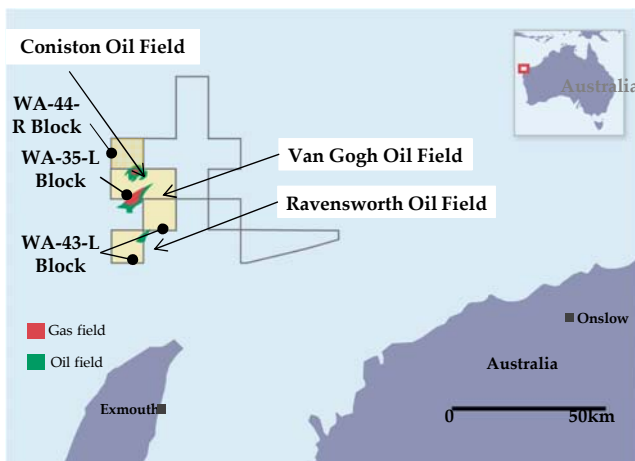 Coniston Oil Field
WA-44-
R Block
WA-35-L
Block
Van Gogh Oil Field
Ravensworth Oil Field
WA-43-L
Block
Australia
Gas field
Oil field
Onslow
Australia
Exmouth
0
50km